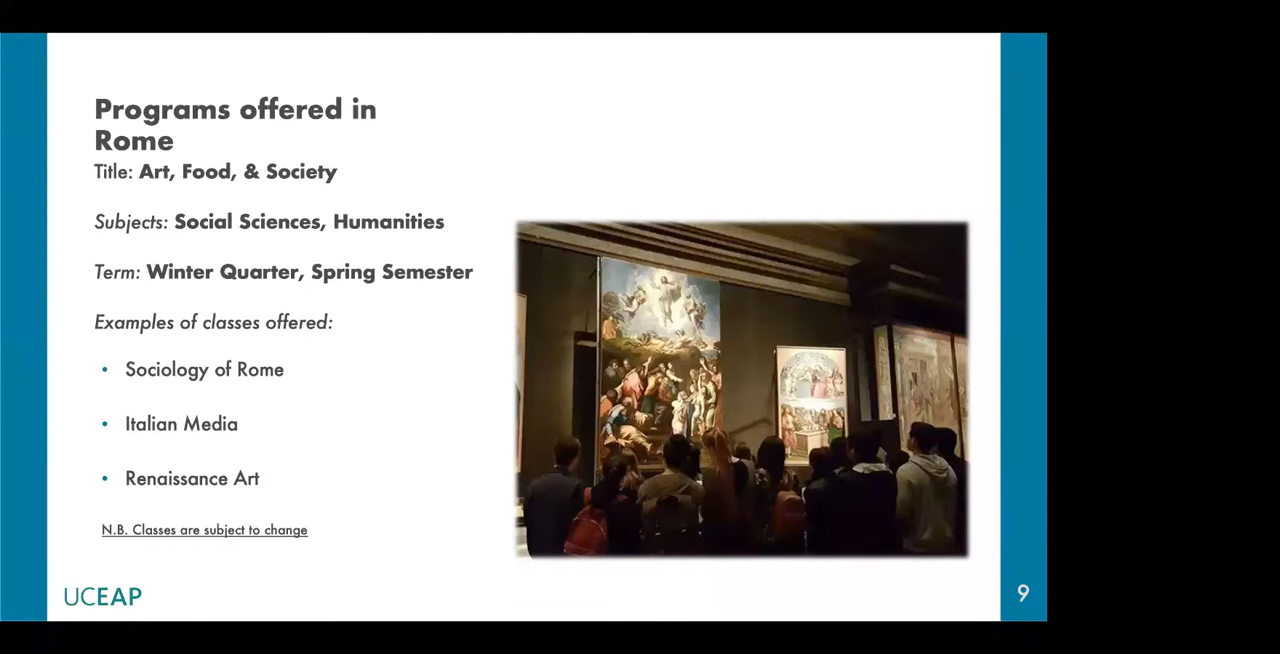 Programs offered in
Rome
Title: Art, Food, & Society
Subjects: Social Sciences, Humanities
Term: Winter Quarter, Spring Semester
Examples of classes offered:
• Sociology of Rome
• Italian Media
• Renaissance Art
N.B. Classes are subject to change
UCEAP
9